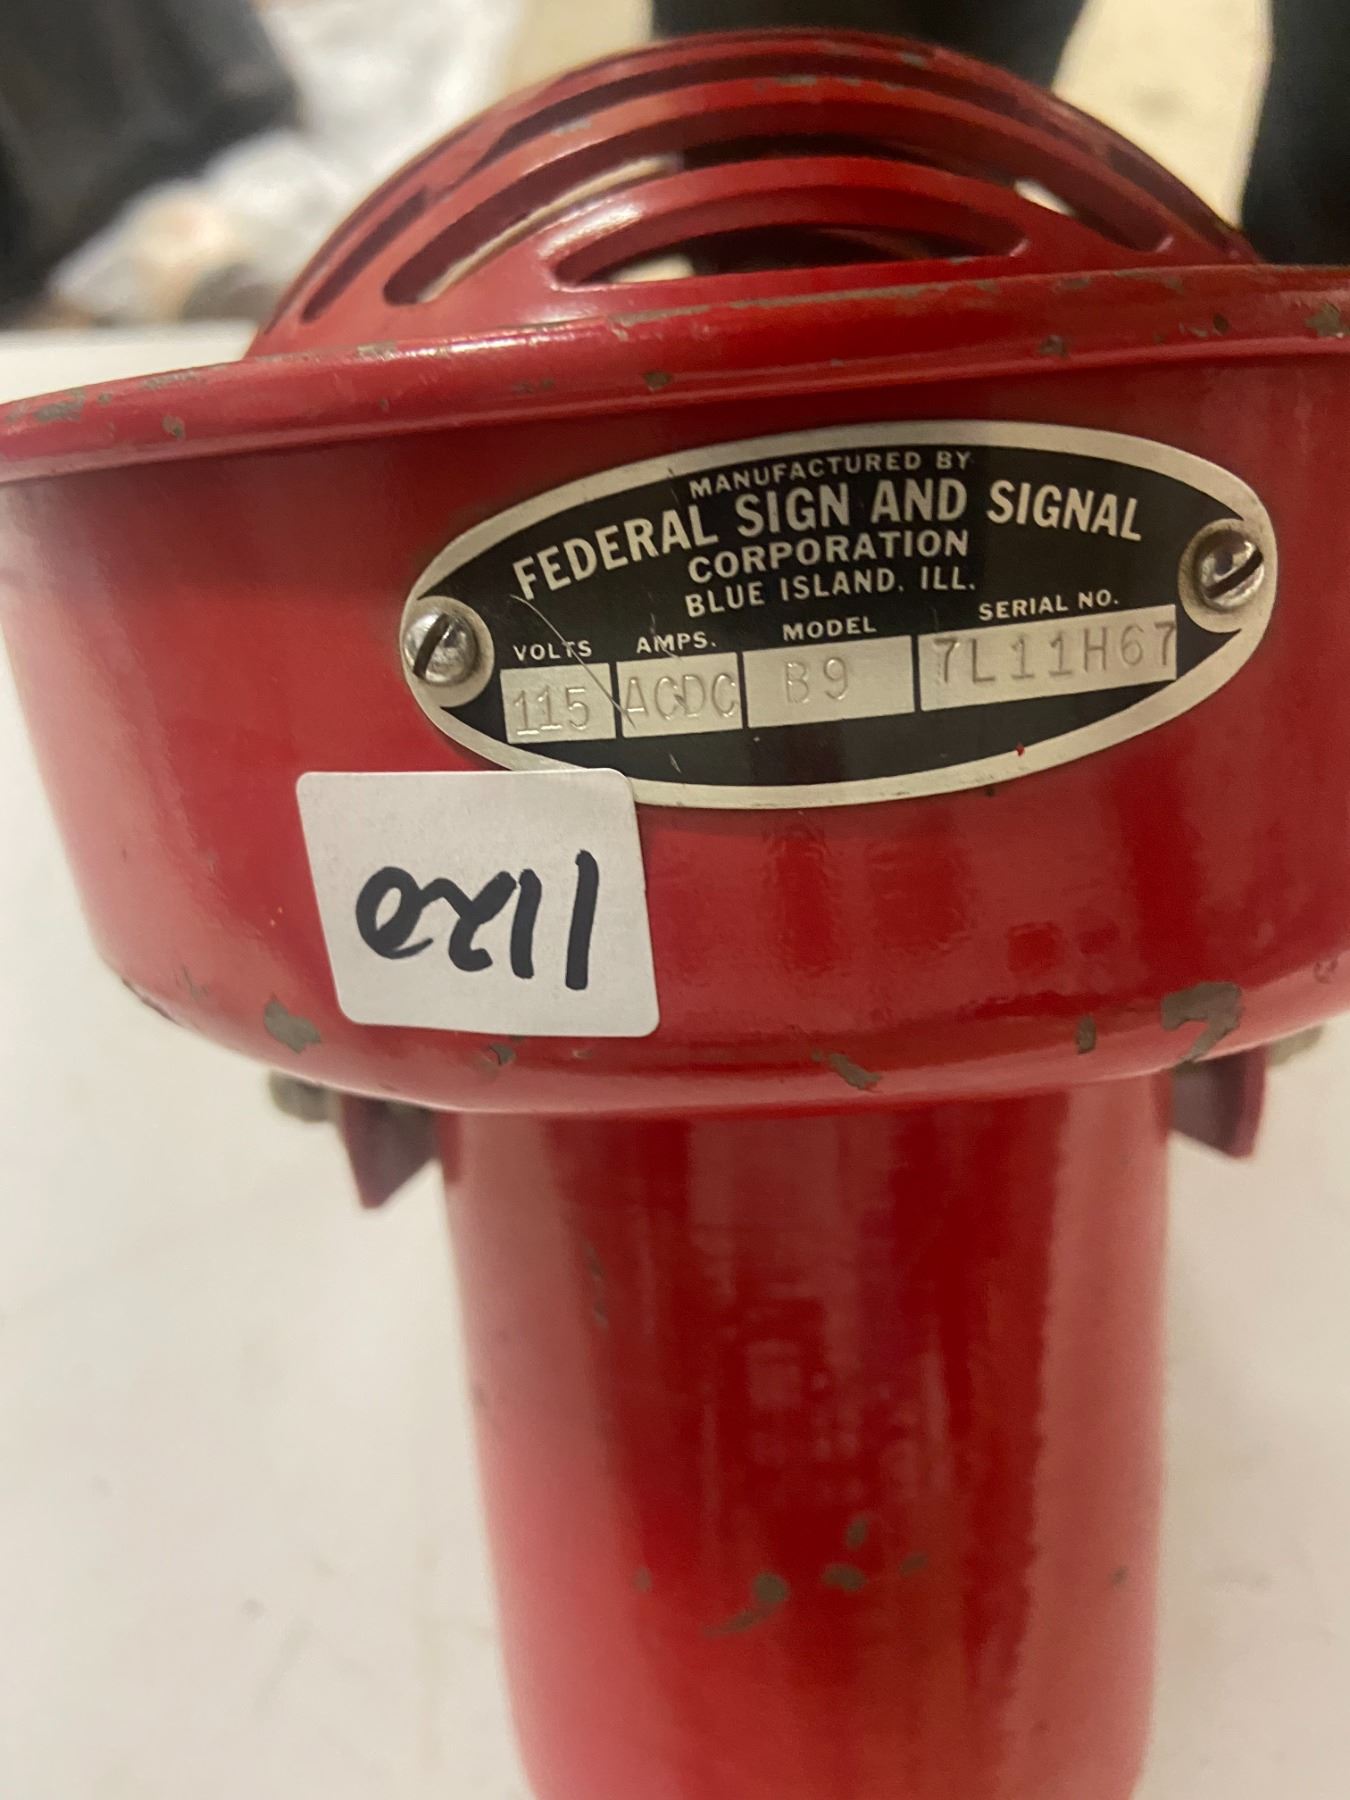 MANUFACTURED BY
FEDERAL SIGN AND SIGNAL
CORPORATION
BLUE ISLAND, ILL.
VOLTS AMPS. MODEL SERIAL NO.
115 ACDC B9 7L11H67
1120